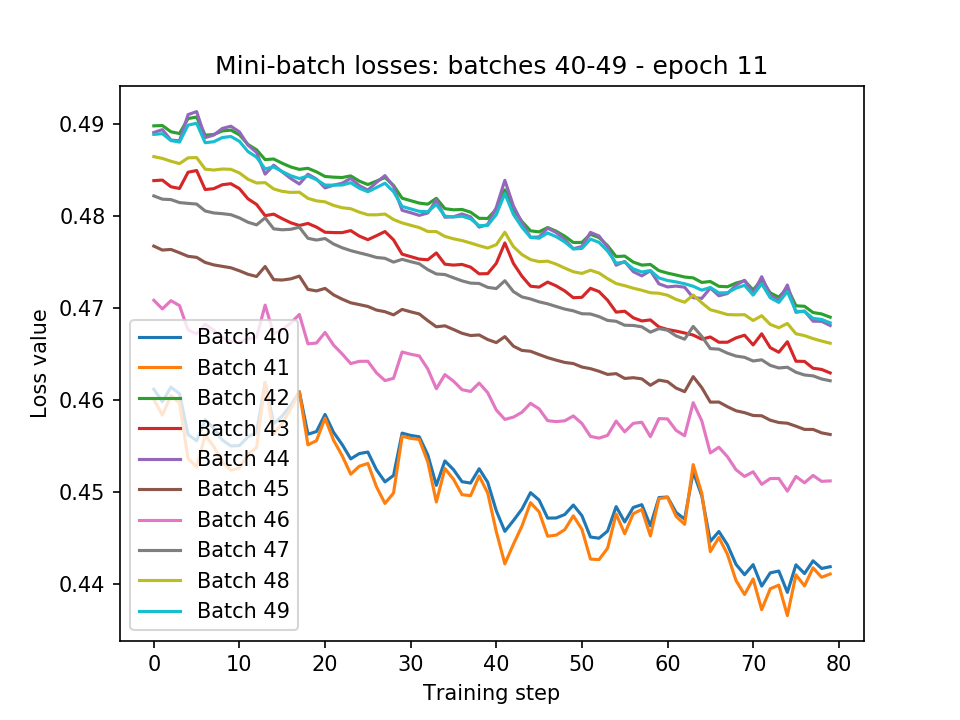 Mini-batch losses: batches 40-49 - epoch 11
Loss value
0.49
0.48
0.47
0.46
0.45
0.44
Batch 40
Batch 41
Batch 42
Batch 43
Batch 44
Batch 45
Batch 46
Batch 47
Batch 48
Batch 49
0 10 20 30 40 50 60 70 80
Training step